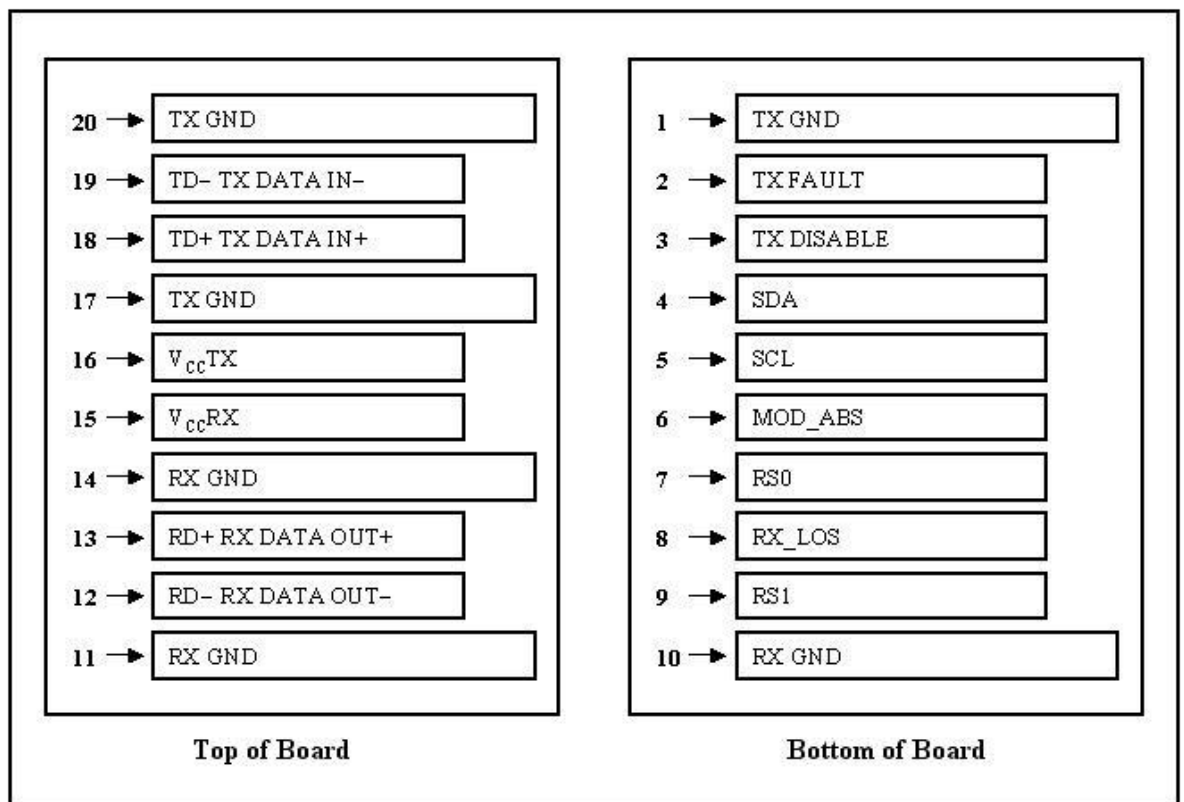 20 TX GND
19 TD− TX DATA IN−
18 TD+ TX DATA IN+
17 TX GND
16 VCCTX
15 VCCRX
14 RX GND
13 RD+ RX DATA OUT+
12 RD− RX DATA OUT−
11 RX GND
Top of Board
1 TX GND
2 TX FAULT
3 TX DISABLE
4 SDA
5 SCL
6 MOD_ABS
7 RS0
8 RX_LOS
9 RS1
10 RX GND
Bottom of Board